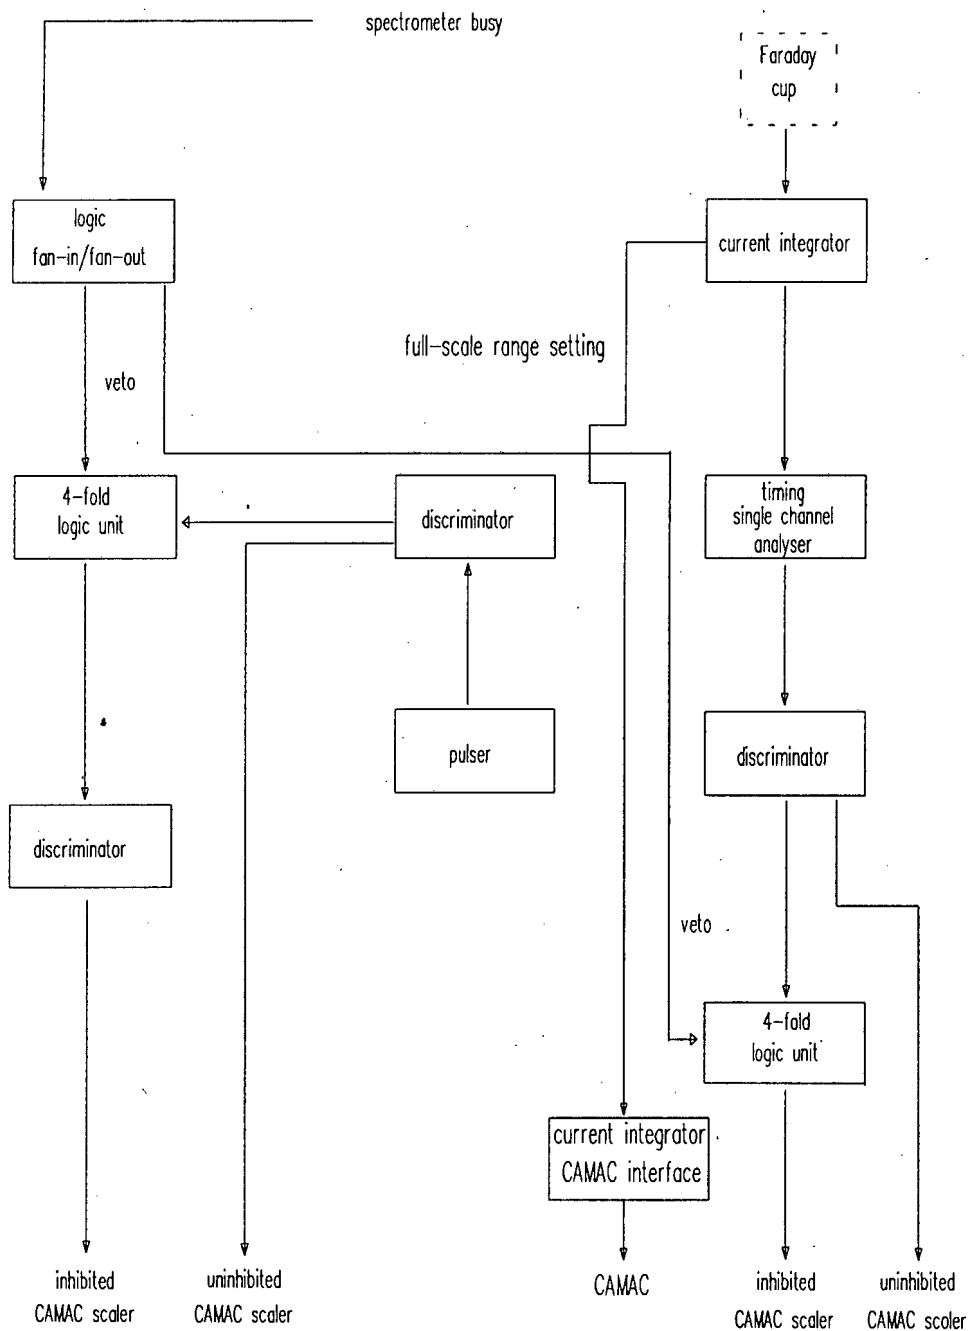 spectrometer busy
Faraday
cup
logic
fan-in/fan-out
current integrator
full-scale range setting
veto
4-fold
logic unit
discriminator
timing
single channel
analyser
pulser
discriminator
discriminator
veto
4-fold
logic unit
current integrator
CAMAC interface
inhibited
CAMAC scaler
uninhibited
CAMAC scaler
CAMAC
inhibited
CAMAC scaler
uninhibited
CAMAC scaler